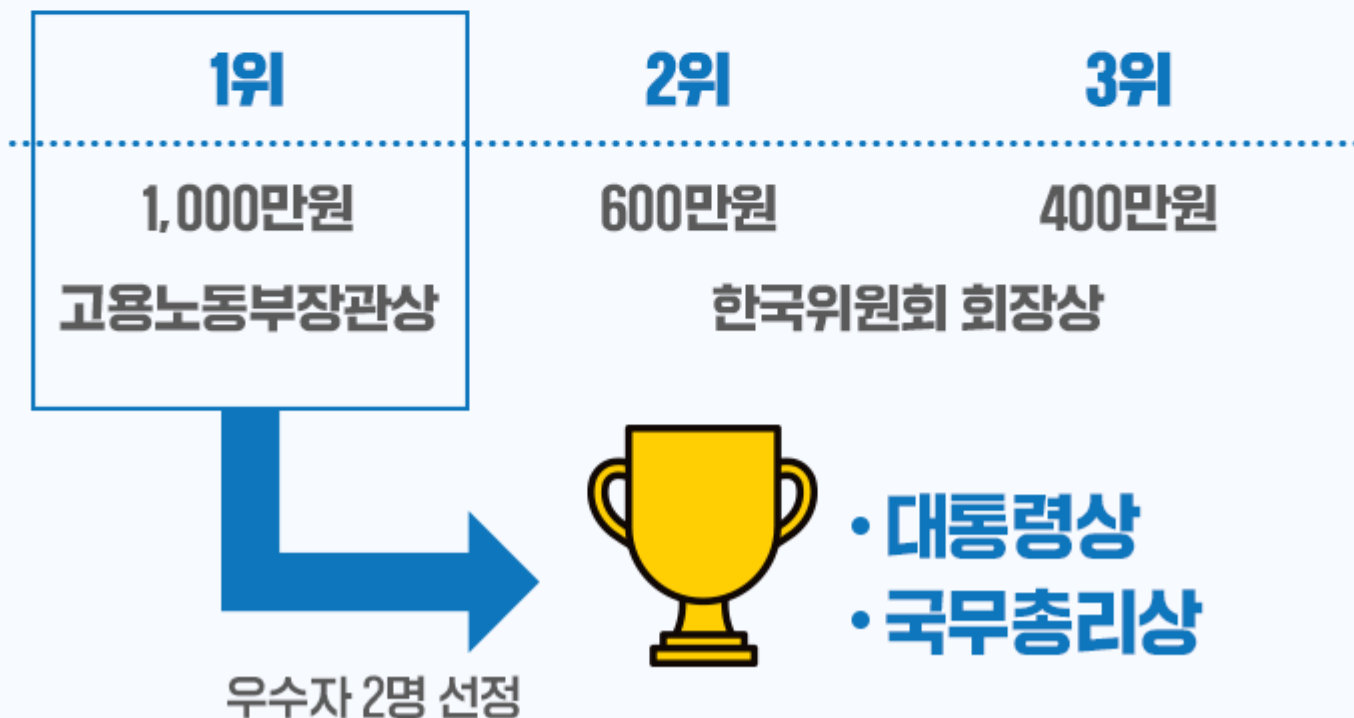 1위 2위 3위
1,000만원 600만원 400만원
고용노동부장관상 한국위원회 회장상
• 대통령상
• 국무총리상
우수자 2명 선정